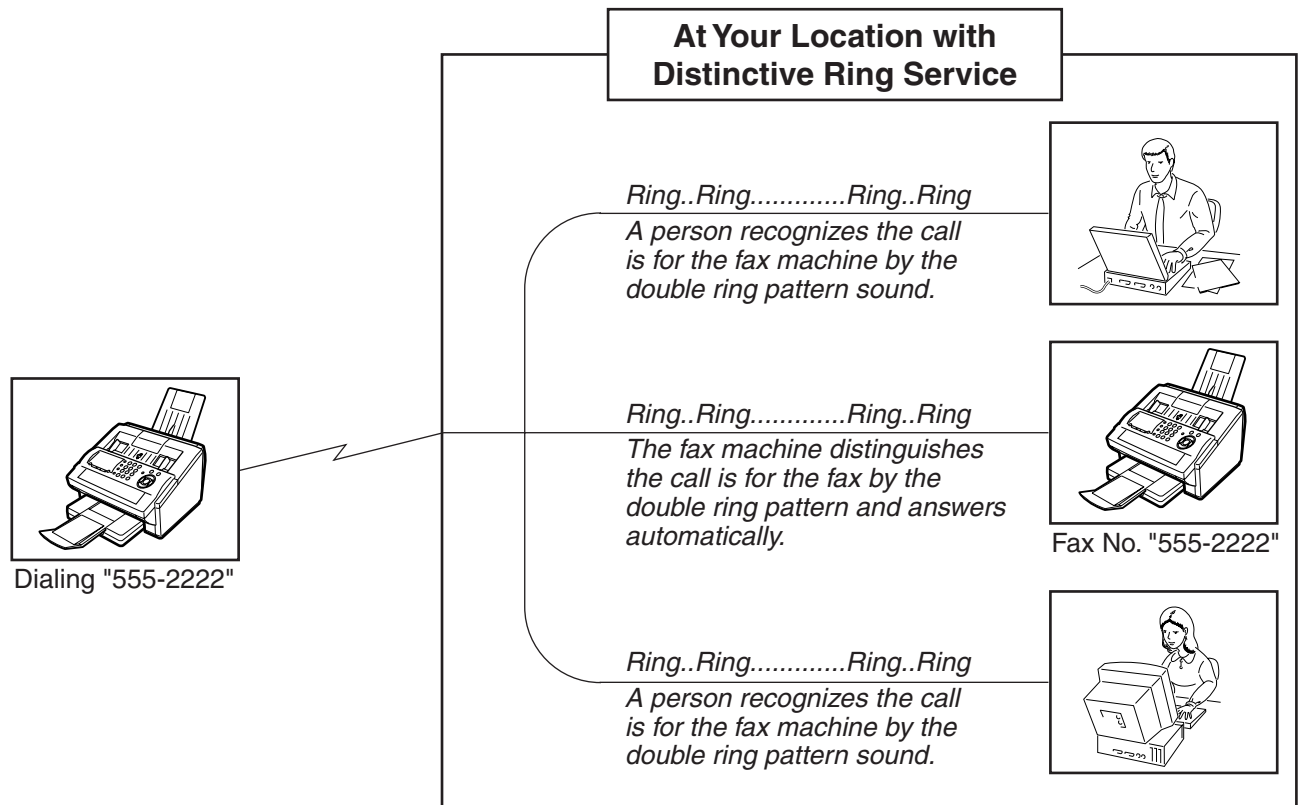 At Your Location with
Distinctive Ring Service
Ring..Ring.............Ring..Ring
A person recognizes the call
is for the fax machine by the
double ring pattern sound.
Ring..Ring.............Ring..Ring
The fax machine distinguishes
the call is for the fax by the
double ring pattern and answers
automatically.
Fax No. "555-2222"
Dialing "555-2222"
Ring..Ring.............Ring..Ring
A person recognizes the call
is for the fax machine by the
double ring pattern sound.